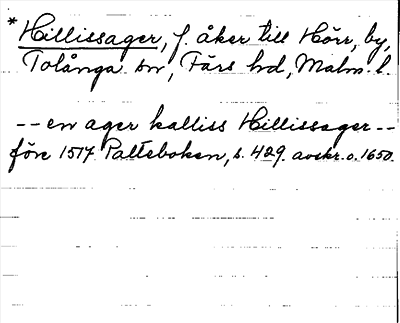 * Hillissager, f. åker till Hörr, by,
Tolånga sn, Färs hd, Malm. l.
-- en ager kalliss Hillissager --
före 1517 Palteboken, s. 429. avskr. o. 1650.